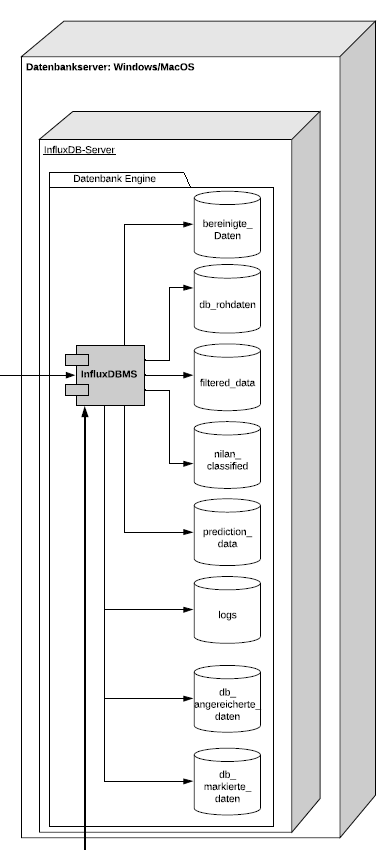 Datenbankserver: Windows/MacOS
InfluxDB-Server
Datenbank Engine
bereinigte_
Daten
db_rohdaten
InfluxDBMS
filtered_data
nilan_
classified
prediction_
data
logs
db_
angereicherte_
daten
db_
markierte_
daten